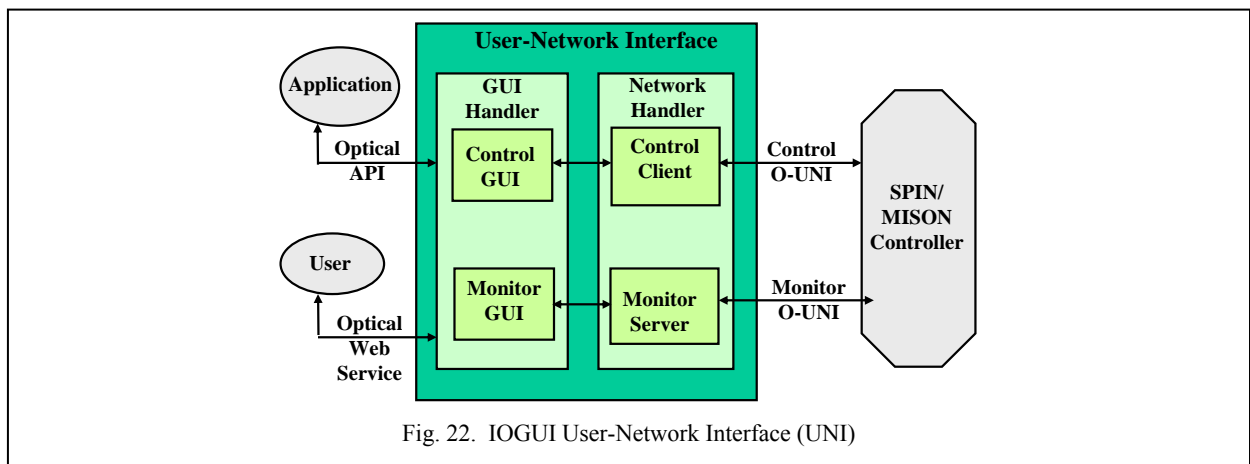 User-Network Interface
Application
Optical
API
User
Optical
Web
Service
GUI
Handler
Control
GUI
Monitor
GUI
Network
Handler
Control
Client
Monitor
Server
Control
O-UNI
Monitor
O-UNI
SPIN/
MISON
Controller
Fig. 22.  IOGUI User-Network Interface (UNI)